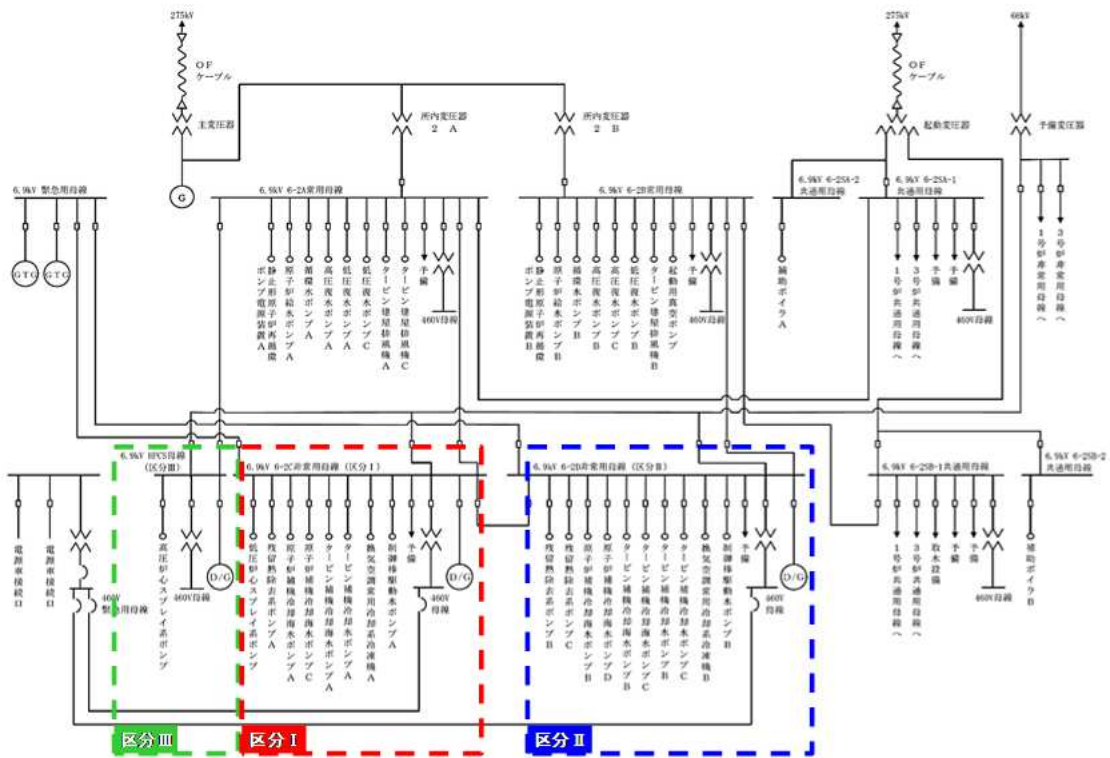 275kV
275kV
66kV
OF
ケーブル
OF
ケーブル
主変圧器
所内変圧器
2 A
所内変圧器
2 B
起動変圧器
予備変圧器
G
6.9kV 緊急用母線
6.9kV 6-2A常用母線
6.9kV 6-2B常用母線
6.9kV 6-2SA-2
共通用母線
6.9kV 6-2SA-1
共通用母線
GTG
GTG
静止形原子炉再循環
ポンプ電源装置A
原子炉給水ポンプA
循環水ポンプA
高圧復水ポンプA
低圧復水ポンプA
低圧復水ポンプC
タービン建屋排風機A
タービン建屋排風機C
予備
460V母線
静止形原子炉再循環
ポンプ電源装置B
原子炉給水ポンプB
循環水ポンプB
高圧復水ポンプB
高圧復水ポンプC
低圧復水ポンプB
タービン建屋排風機B
起動用真空ポンプ
予備
460V母線
補助ボイラA
1号炉共通用母線へ
3号炉共通用母線へ
予備
予備
460V母線
1号炉非常用母線へ
3号炉非常用母線へ
6.9kV HPCS母線
(区分Ⅲ)
6.9kV 6-2C非常用母線(区分Ⅰ)
6.9kV 6-2D非常用母線(区分Ⅱ)
6.9kV 6-2SB-1共通用母線
6.9kV 6-2SB-2
共通用母線
電源車接続口
電源車接続口
460V
緊急用母線
高圧炉心スプレイ系ポンプ
460V母線
D/G
低圧炉心スプレイ系ポンプ
残留熱除去系ポンプA
原子炉補機冷却海水ポンプA
原子炉補機冷却海水ポンプC
タービン補機冷却海水ポンプA
タービン補機冷却水ポンプA
換気空調常用冷却系冷凍機A
制御棒駆動水ポンプA
予備
460V
母線
D/G
残留熱除去系ポンプB
残留熱除去系ポンプC
原子炉補機冷却海水ポンプB
原子炉補機冷却海水ポンプD
タービン補機冷却海水ポンプB
タービン補機冷却海水ポンプC
タービン補機冷却水ポンプB
タービン補機冷却水ポンプC
換気空調常用冷却系冷凍機B
制御棒駆動水ポンプB
予備
460V
母線
D/G
1号炉共通用母線へ
3号炉共通用母線へ
取水設備
予備
予備
460V母線
補助ボイラB
区分Ⅲ
区分Ⅰ
区分Ⅱ